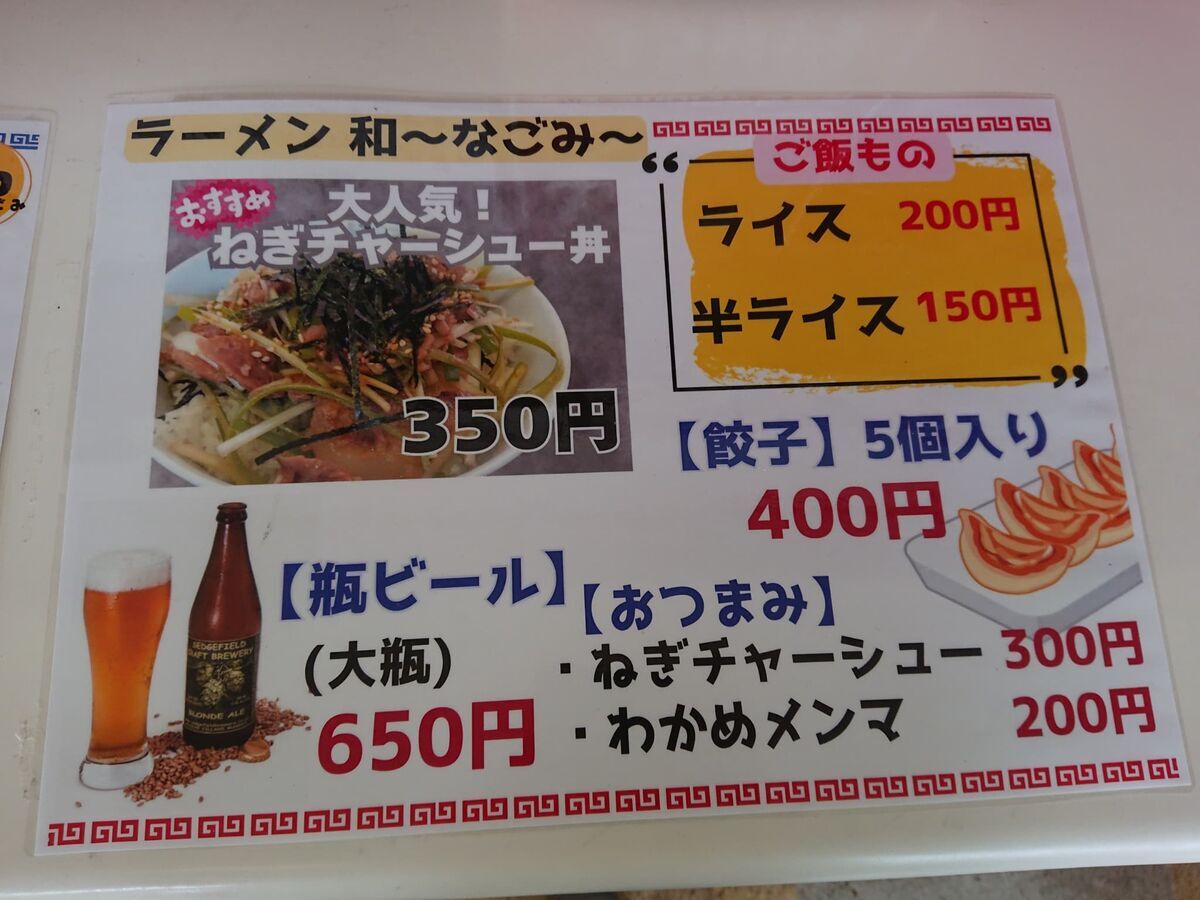 ラーメン 和～なごみ～
おすすめ
大人気！
ねぎチャーシュー丼
350円
ご飯もの
ライス 200円
半ライス 150円
【餃子】5個入り
400円
【瓶ビール】
(大瓶)
650円
【おつまみ】
・ねぎチャーシュー 300円
・わかめメンマ 200円
SEDGEFIELD
CRAFT BREWERY
BLONDE ALE